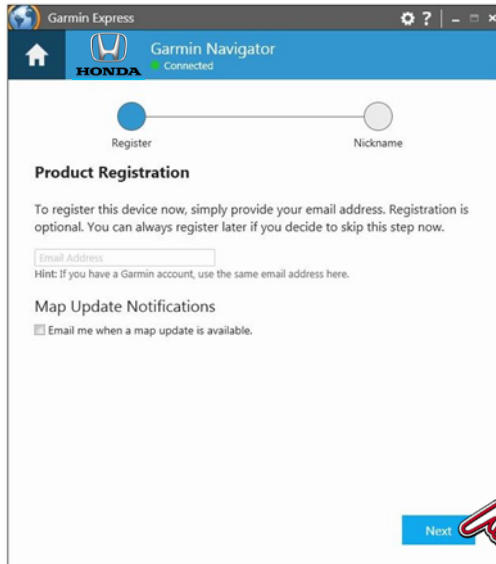 Garmin Express
?
HONDA
Garmin Navigator
Connected
Register
Nickname
Product Registration
To register this device now, simply provide your email address. Registration is
optional. You can always register later if you decide to skip this step now.
Email Address
Hint: If you have a Garmin account, use the same email address here.
Map Update Notifications
Email me when a map update is available.
Next